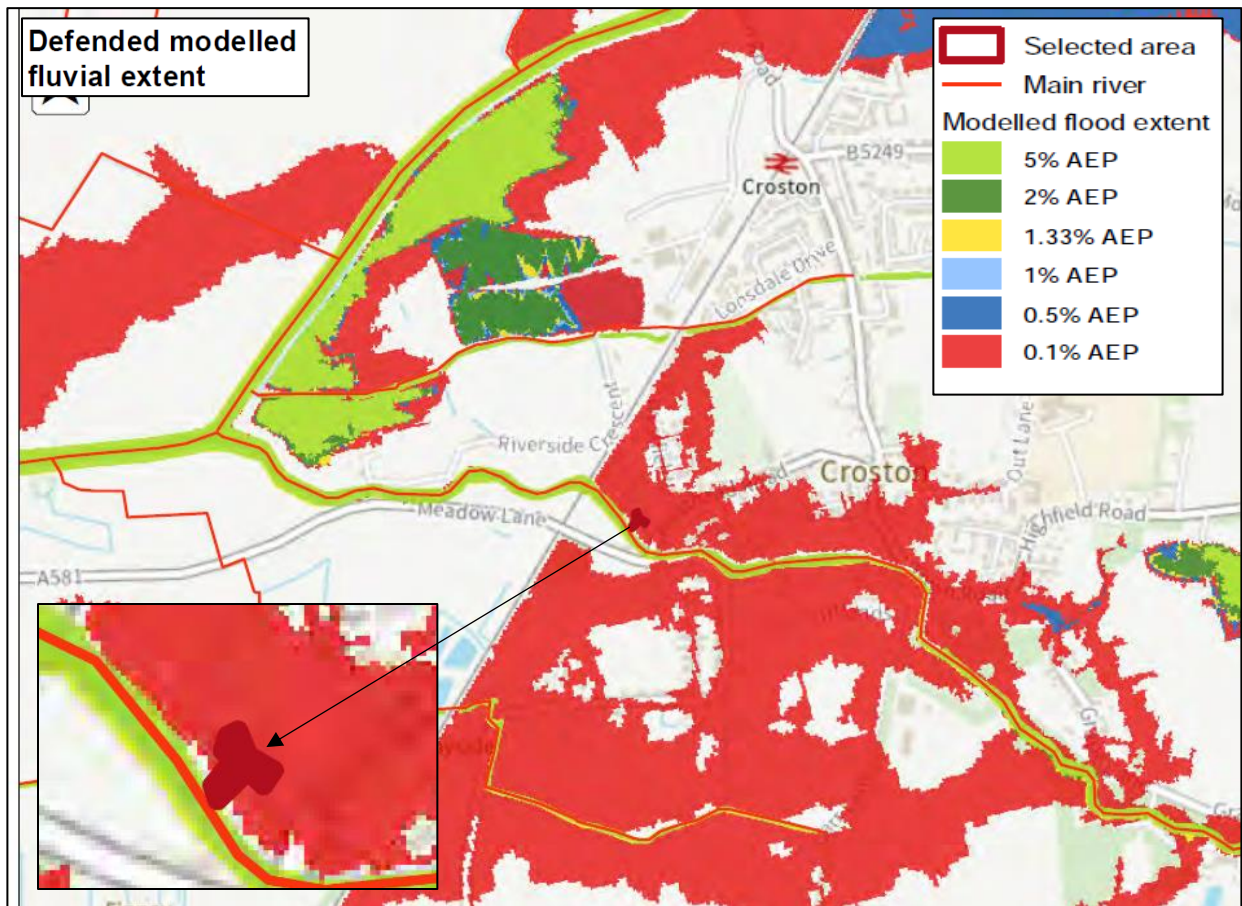 Defended modelled
fluvial extent
Selected area
Main river
Modelled flood extent
5% AEP
2% AEP
1.33% AEP
1% AEP
0.5% AEP
0.1% AEP
B5249
Croston
Lonsdale Drive
Riverside Crescent
Croston
Out Lane
Highfield Road
Meadow Lane
A581